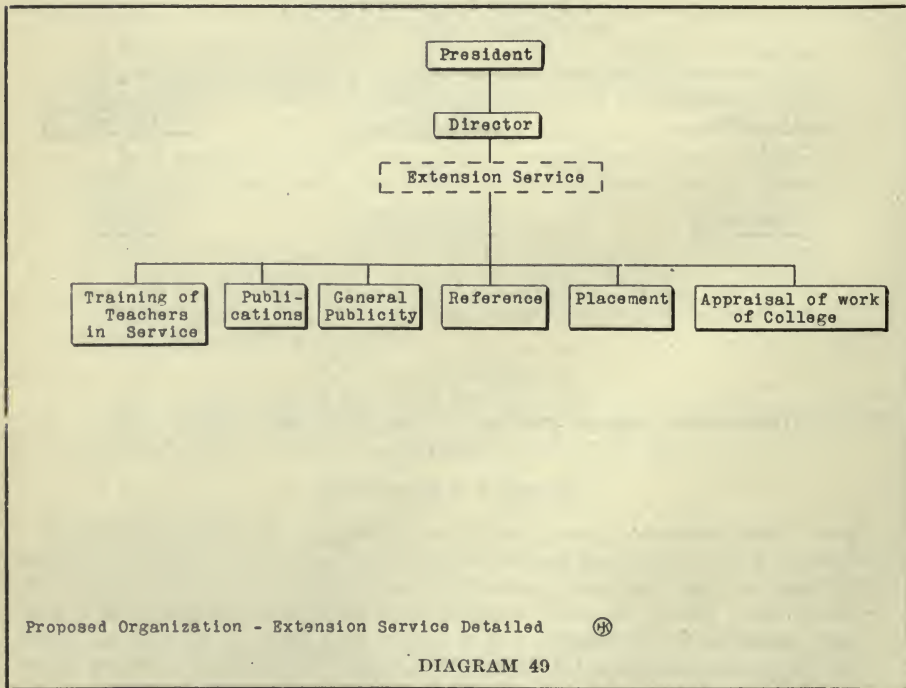 President
Director
Extension Service
Training of
Teachers
in Service
Publi-
cations
General
Publicity
Reference
Placement
Appraisal of work
of College
Proposed Organization - Extension Service Detailed
DIAGRAM 49